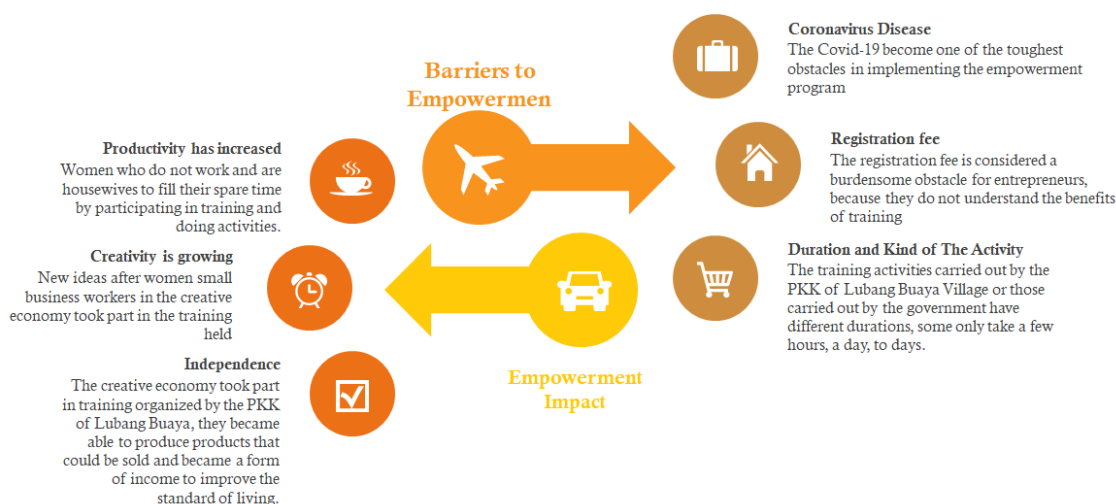 Barriers to
Empowermen
Coronavirus Disease
The Covid-19 become one of the toughest
obstacles in implementing the empowerment
program
Registration fee
The registration fee is considered a
burdensome obstacle for entrepreneurs,
because they do not understand the benefits
of training
Duration and Kind of The Activity
The training activities carried out by the
PKK of Lubang Buaya Village or those
carried out by the government have
different durations, some only take a few
hours, a day, to days.
Productivity has increased
Women who do not work and are
housewives to fill their spare time
by participating in training and
doing activities.
Creativity is growing
New ideas after women small
business workers in the creative
economy took part in the training
held
Independence
The creative economy took part
in training organized by the PKK
of Lubang Buaya, they became
able to produce products that
could be sold and became a form
of income to improve the
standard of living.
Empowerment
Impact